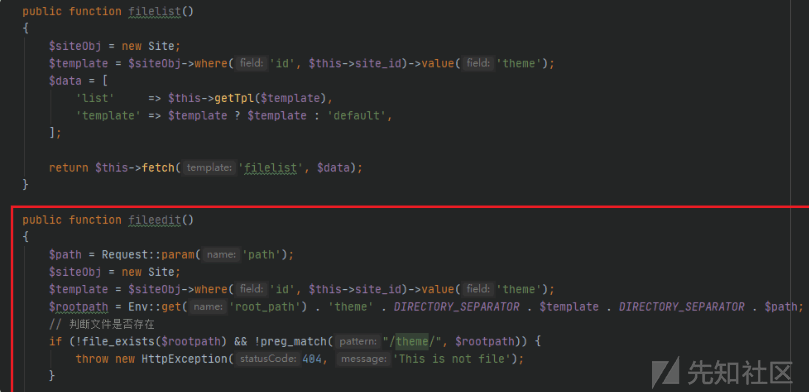 public function filelist()
{
$siteObj = new Site;
$template = $siteObj->where( field: 'id', $this->site_id)->value( field: 'theme');
$data = [
'list' => $this->getTpl($template),
'template' => $template ? $template : 'default',
];
return $this->fetch( template: 'filelist', $data);
}
public function fileedit()
{
$path = Request::param( name: 'path');
$siteObj = new Site;
$template = $siteObj->where( field: 'id', $this->site_id)->value( field: 'theme');
$rootpath = Env::get( name: 'root_path') . 'theme' . DIRECTORY_SEPARATOR . $template . DIRECTORY_SEPARATOR . $path;
// 判断文件是否存在
if (!file_exists($rootpath) && !preg_match( pattern: "/theme/", $rootpath)) {
throw new HttpException( statusCode: 404, message: 'This is not file');
}
先知社区